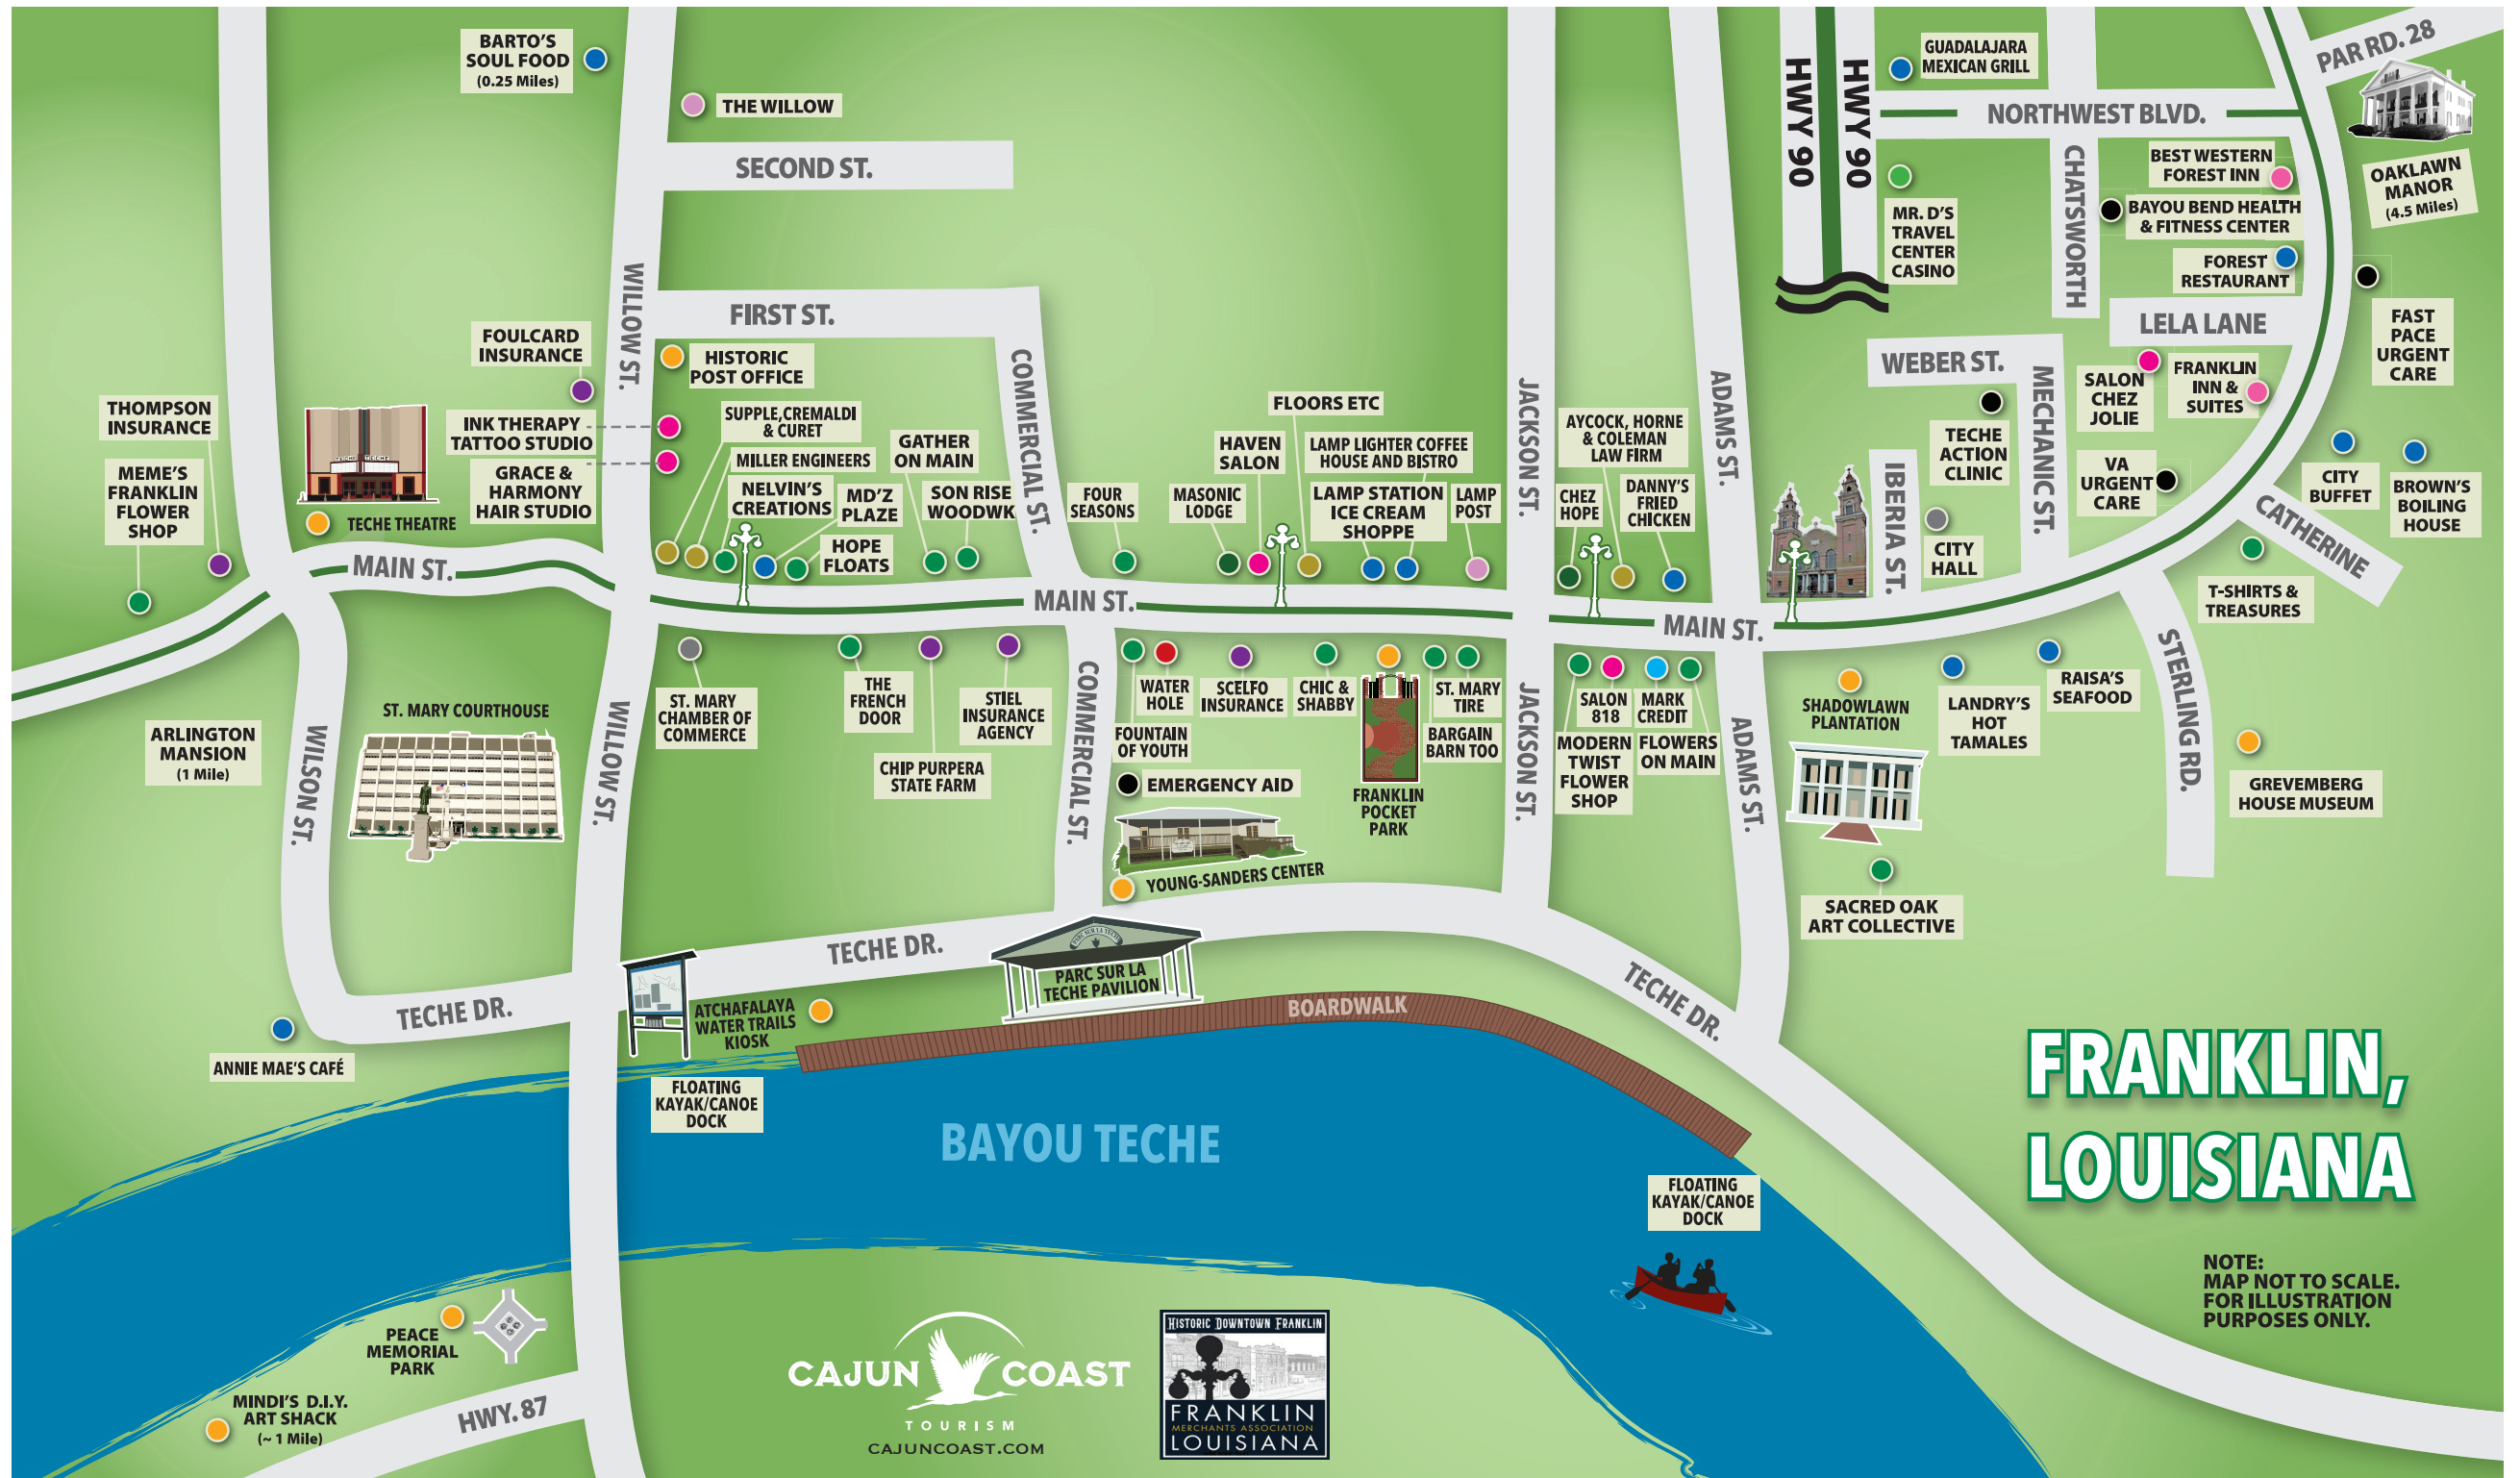 BARTO'S
SOUL FOOD
(0.25 Miles)
THE WILLOW
SECOND ST.
WILLOW ST.
FIRST ST.
FOULCARD
INSURANCE
HISTORIC
POST OFFICE
THOMPSON
INSURANCE
MEME'S
FRANKLIN
FLOWER
SHOP
TECHE TECHE
TECHE THEATRE
INK THERAPY
TATTOO STUDIO
GRACE &
HARMONY
HAIR STUDIO
SUPPLE,CREMALDI
& CURET
MILLER ENGINEERS
NELVIN'S
CREATIONS
MD'Z
PLAZE
HOPE
FLOATS
GATHER
ON MAIN
SON RISE
WOODWK
COMMERCIAL ST.
FOUR
SEASONS
MASONIC
LODGE
HAVEN
SALON
FLOORS ETC
LAMP LIGHTER COFFEE
HOUSE AND BISTRO
LAMP STATION
ICE CREAM
SHOPPE
LAMP
POST
JACKSON ST.
CHEZ
HOPE
AYCOCK, HORNE
& COLEMAN
LAW FIRM
DANNY'S
FRIED
CHICKEN
ADAMS ST.
HWY 90
HWY 90
GUADALAJARA
MEXICAN GRILL
NORTHWEST BLVD.
PAR RD. 28
OAKLAWN
MANOR
(4.5 Miles)
MR. D'S
TRAVEL
CENTER
CASINO
CHATSWORTH
BEST WESTERN
FOREST INN
BAYOU BEND HEALTH
& FITNESS CENTER
FOREST
RESTAURANT
LELA LANE
FAST
PACE
URGENT
CARE
WEBER ST.
MECHANIC ST.
SALON
CHEZ
JOLIE
FRANKLIN
INN &
SUITES
TECHE
ACTION
CLINIC
VA
URGENT
CARE
CITY
BUFFET
BROWN'S
BOILING
HOUSE
IBERIA ST.
CITY
HALL
CATHERINE
T-SHIRTS &
TREASURES
MAIN ST.
MAIN ST.
MAIN ST.
STERLING RD.
ARLINGTON
MANSION
(1 Mile)
WILSON ST.
ST. MARY COURTHOUSE
WILLOW ST.
ST. MARY
CHAMBER OF
COMMERCE
THE
FRENCH
DOOR
CHIP PURPERA
STATE FARM
STIEL
INSURANCE
AGENCY
COMMERCIAL ST.
WATER
HOLE
FOUNTAIN
OF YOUTH
SCELFO
INSURANCE
CHIC &
SHABBY
EMERGENCY AID
FRANKLIN
POCKET
PARK
ST. MARY
TIRE
BARGAIN
BARN TOO
YOUNG-SANDERS CENTER
JACKSON ST.
SALON
818
MARK
CREDIT
MODERN
TWIST
FLOWER
SHOP
FLOWERS
ON MAIN
ADAMS ST.
SHADOWLAWN
PLANTATION
LANDRY'S
HOT
TAMALES
RAISA'S
SEAFOOD
GREVEMBERG
HOUSE MUSEUM
SACRED OAK
ART COLLECTIVE
TECHE DR.
TECHE DR.
TECHE DR.
PARC SUR LA TECHE
PARC SUR LA
TECHE PAVILION
ATCHAFALAYA
WATER TRAILS
KIOSK
BOARDWALK
ANNIE MAE'S CAFÉ
FLOATING
KAYAK/CANOE
DOCK
BAYOU TECHE
FLOATING
KAYAK/CANOE
DOCK
FRANKLIN,
LOUISIANA
NOTE:
MAP NOT TO SCALE.
FOR ILLUSTRATION
PURPOSES ONLY.
PEACE
MEMORIAL
PARK
MINDI'S D.I.Y.
ART SHACK
(~ 1 Mile)
HWY. 87
CAJUN COAST
TOURISM
CAJUNCOAST.COM
HISTORIC DOWNTOWN FRANKLIN
FRANKLIN
MERCHANTS ASSOCIATION
LOUISIANA